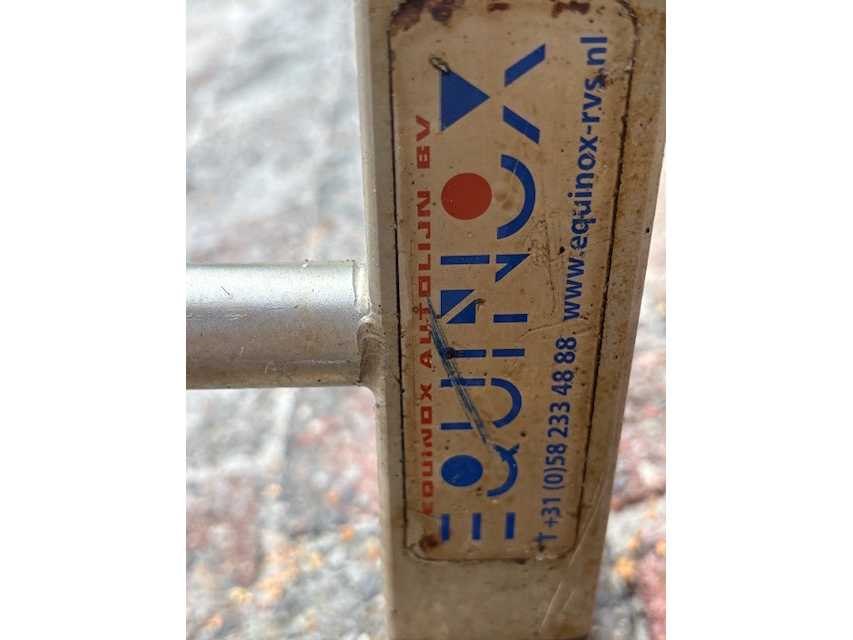 EQUINOX AUTOLIJN BV
EQUINOX
T +31 (0)58 233 48 88 www.equinox-rvs.nl